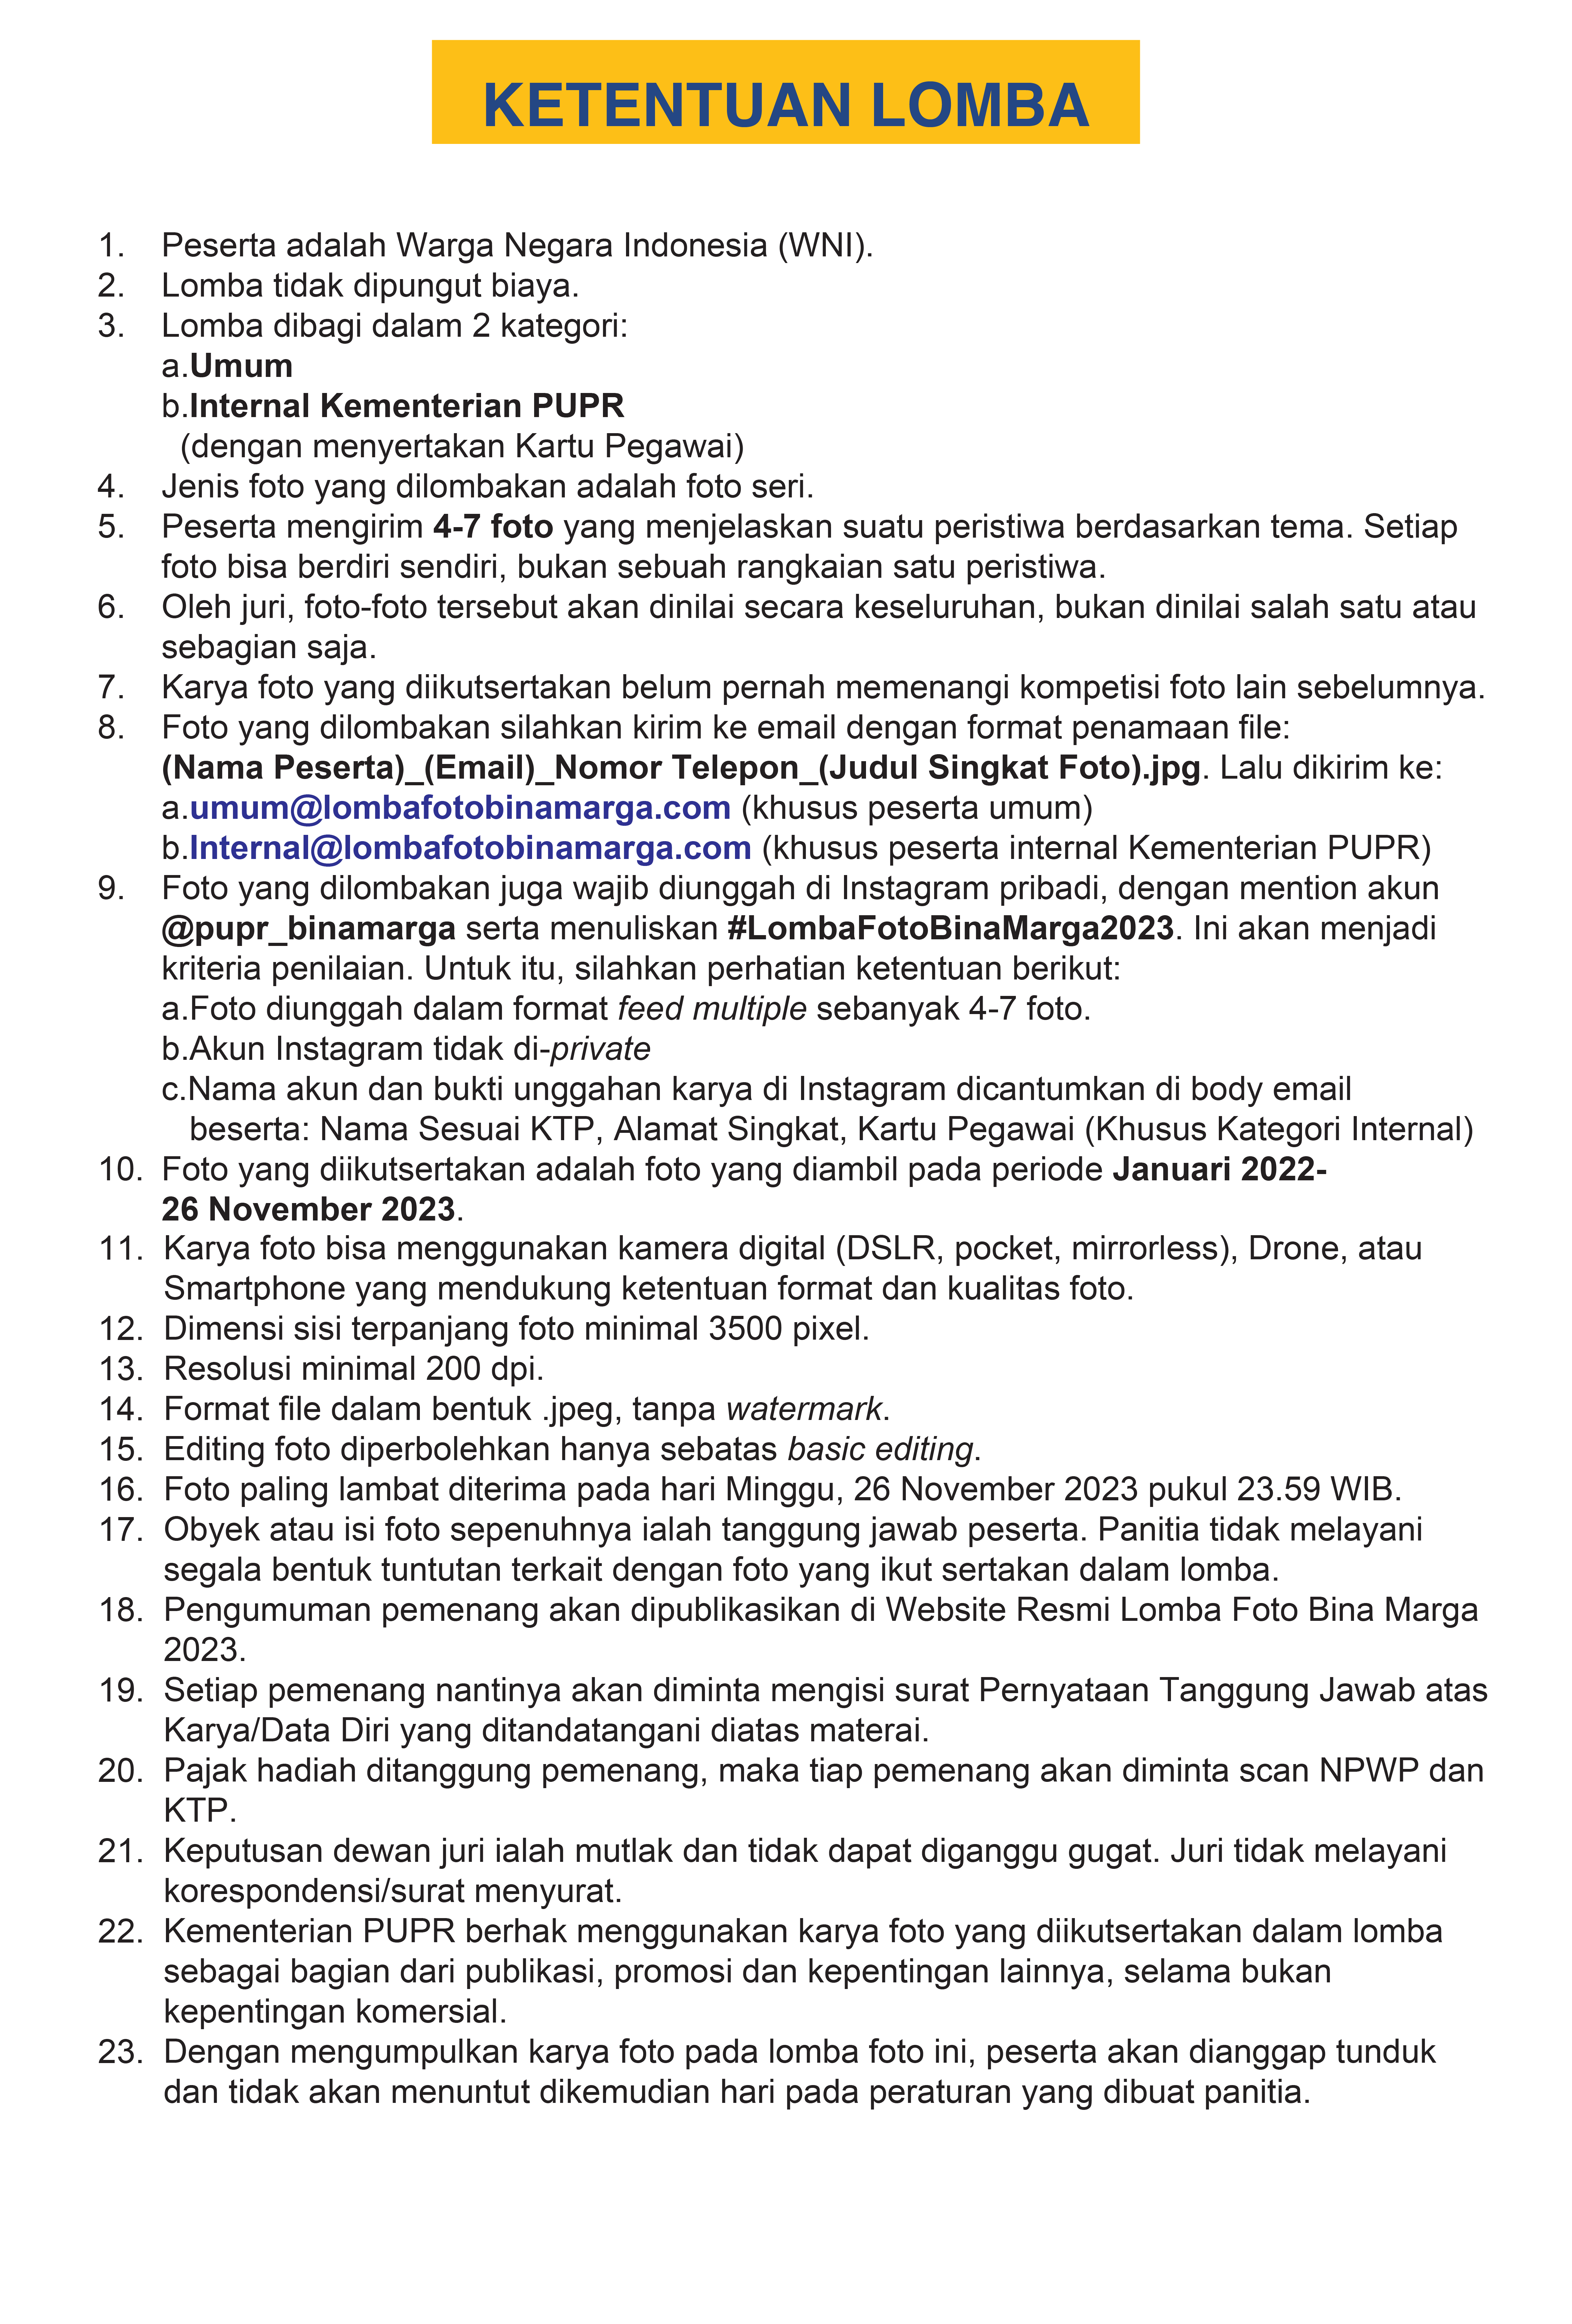 KETENTUAN LOMBA
1. Peserta adalah Warga Negara Indonesia (WNI).
2. Lomba tidak dipungut biaya.
3. Lomba dibagi dalam 2 kategori:
a.Umum
b.Internal Kementerian PUPR
(dengan menyertakan Kartu Pegawai)
4. Jenis foto yang dilombakan adalah foto seri.
5. Peserta mengirim 4-7 foto yang menjelaskan suatu peristiwa berdasarkan tema. Setiap
foto bisa berdiri sendiri, bukan sebuah rangkaian satu peristiwa.
6. Oleh juri, foto-foto tersebut akan dinilai secara keseluruhan, bukan dinilai salah satu atau
sebagian saja.
7. Karya foto yang diikutsertakan belum pernah memenangi kompetisi foto lain sebelumnya.
8. Foto yang dilombakan silahkan kirim ke email dengan format penamaan file:
(Nama Peserta)_(Email)_Nomor Telepon_(Judul Singkat Foto).jpg. Lalu dikirim ke:
a.umum@lombafotobinamarga.com (khusus peserta umum)
b.Internal@lombafotobinamarga.com (khusus peserta internal Kementerian PUPR)
9. Foto yang dilombakan juga wajib diunggah di Instagram pribadi, dengan mention akun
@pupr_binamarga serta menuliskan #LombaFotoBinaMarga2023. Ini akan menjadi
kriteria penilaian. Untuk itu, silahkan perhatian ketentuan berikut:
a.Foto diunggah dalam format feed multiple sebanyak 4-7 foto.
b.Akun Instagram tidak di-private
c.Nama akun dan bukti unggahan karya di Instagram dicantumkan di body email
beserta: Nama Sesuai KTP, Alamat Singkat, Kartu Pegawai (Khusus Kategori Internal)
10. Foto yang diikutsertakan adalah foto yang diambil pada periode Januari 2022-
26 November 2023.
11. Karya foto bisa menggunakan kamera digital (DSLR, pocket, mirrorless), Drone, atau
Smartphone yang mendukung ketentuan format dan kualitas foto.
12. Dimensi sisi terpanjang foto minimal 3500 pixel.
13. Resolusi minimal 200 dpi.
14. Format file dalam bentuk .jpeg, tanpa watermark.
15. Editing foto diperbolehkan hanya sebatas basic editing.
16. Foto paling lambat diterima pada hari Minggu, 26 November 2023 pukul 23.59 WIB.
17. Obyek atau isi foto sepenuhnya ialah tanggung jawab peserta. Panitia tidak melayani
segala bentuk tuntutan terkait dengan foto yang ikut sertakan dalam lomba.
18. Pengumuman pemenang akan dipublikasikan di Website Resmi Lomba Foto Bina Marga
2023.
19. Setiap pemenang nantinya akan diminta mengisi surat Pernyataan Tanggung Jawab atas
Karya/Data Diri yang ditandatangani diatas materai.
20. Pajak hadiah ditanggung pemenang, maka tiap pemenang akan diminta scan NPWP dan
KTP.
21. Keputusan dewan juri ialah mutlak dan tidak dapat diganggu gugat. Juri tidak melayani
korespondensi/surat menyurat.
22. Kementerian PUPR berhak menggunakan karya foto yang diikutsertakan dalam lomba
sebagai bagian dari publikasi, promosi dan kepentingan lainnya, selama bukan
kepentingan komersial.
23. Dengan mengumpulkan karya foto pada lomba foto ini, peserta akan dianggap tunduk
dan tidak akan menuntut dikemudian hari pada peraturan yang dibuat panitia.